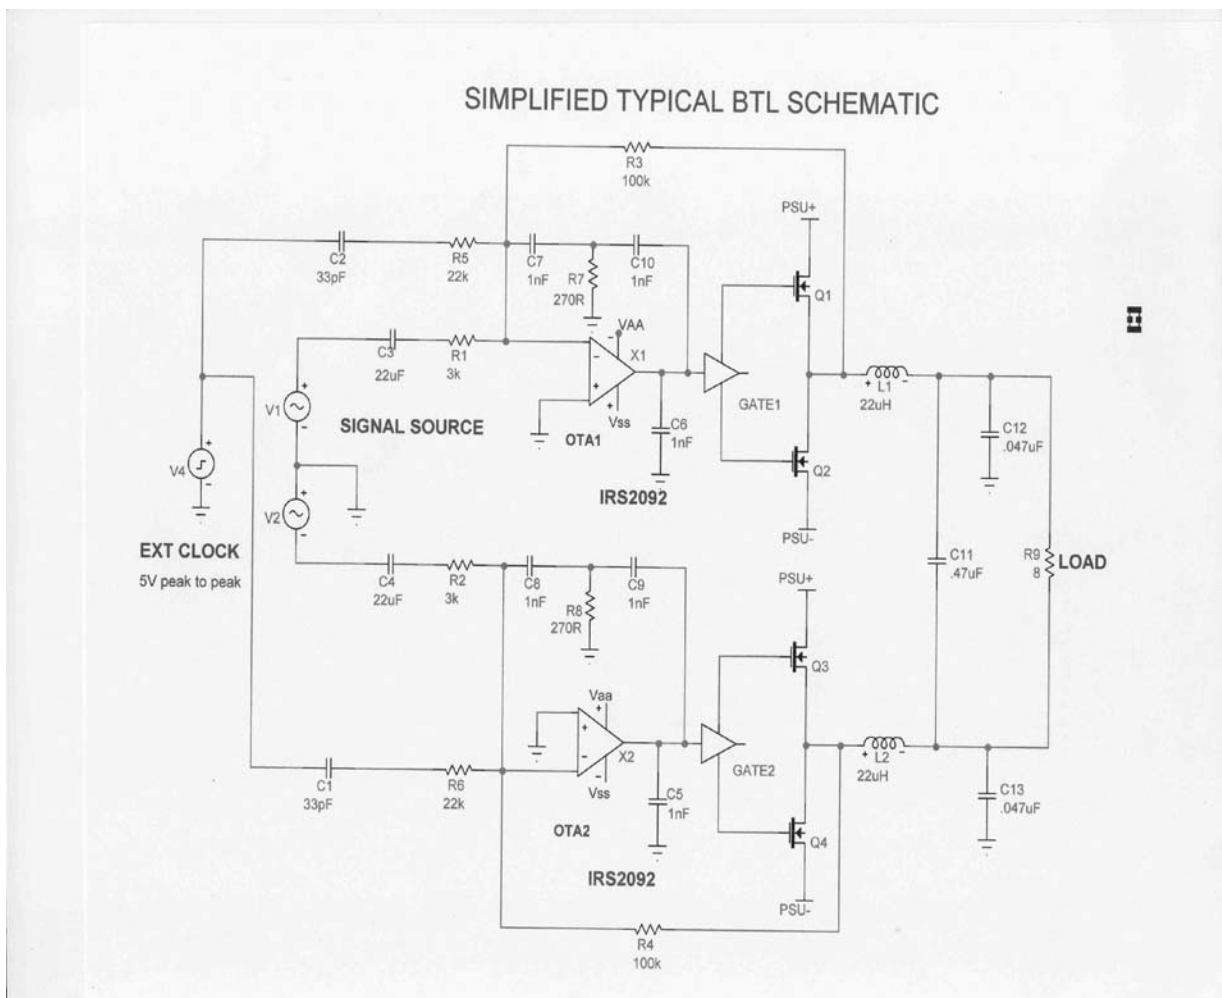 SIMPLIFIED TYPICAL BTL SCHEMATIC
R3
100k
PSU+
C2
33pF
R5
22k
C7
1nF
R7
270R
C10
1nF
Q1
VAA
-
C3
22uF
R1
3k
-
+
X1
+
Vss
OTA1
C6
1nF
GATE1
+ L1 -
22uH
C12
.047uF
+
V1
-
SIGNAL SOURCE
+
V4
-
+
V2
-
IRS2092
Q2
PSU-
EXT CLOCK
5V peak to peak
C4
22uF
R2
3k
C8
1nF
R8
270R
C9
1nF
PSU+
C11
.47uF
R9
8
LOAD
Q3
Vaa
+
+
-
X2
-
Vss
GATE2
+ L2 -
22uH
C1
33pF
R6
22k
C5
1nF
C13
.047uF
OTA2
Q4
IRS2092
PSU-
R4
100k